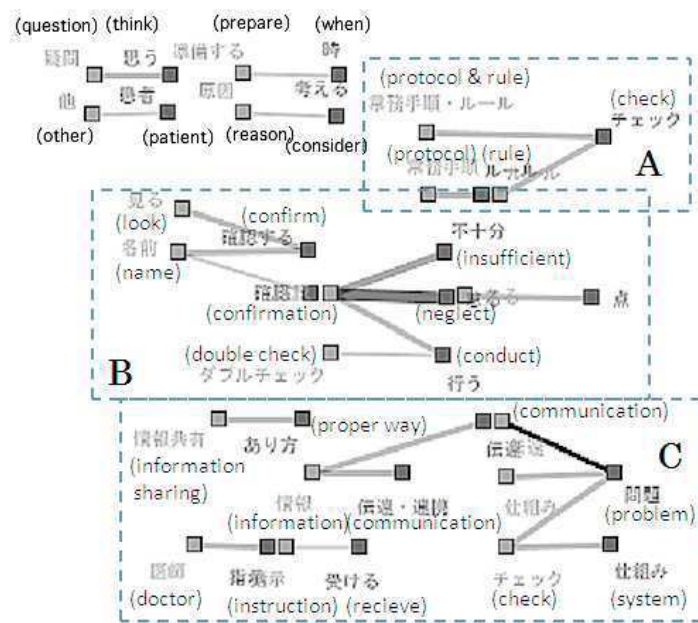 (question) (think) (prepare) (when)
疑問 思う 準備する 時
他 患者 原因 考える
(other) (patient) (reason) (consider)
(protocol & rule)
業務手順・ルール
(check)
チェック
(protocol) (rule)
業務手順 ルール
A
見る
(look)
(confirm)
確認する
名前
(name)
不十分
(insufficient)
(confirmation)
(neglect)
点
(double check)
ダブルチェック
(conduct)
行う
B
(communication)
(proper way)
情報共有
あり方
(information
sharing)
C
情報
伝達・連携
仕組み
問題
(problem)
(information) (communication)
医師
(doctor)
指示
(instruction)
受ける
(recieve)
チェック
(check)
仕組み
(system)